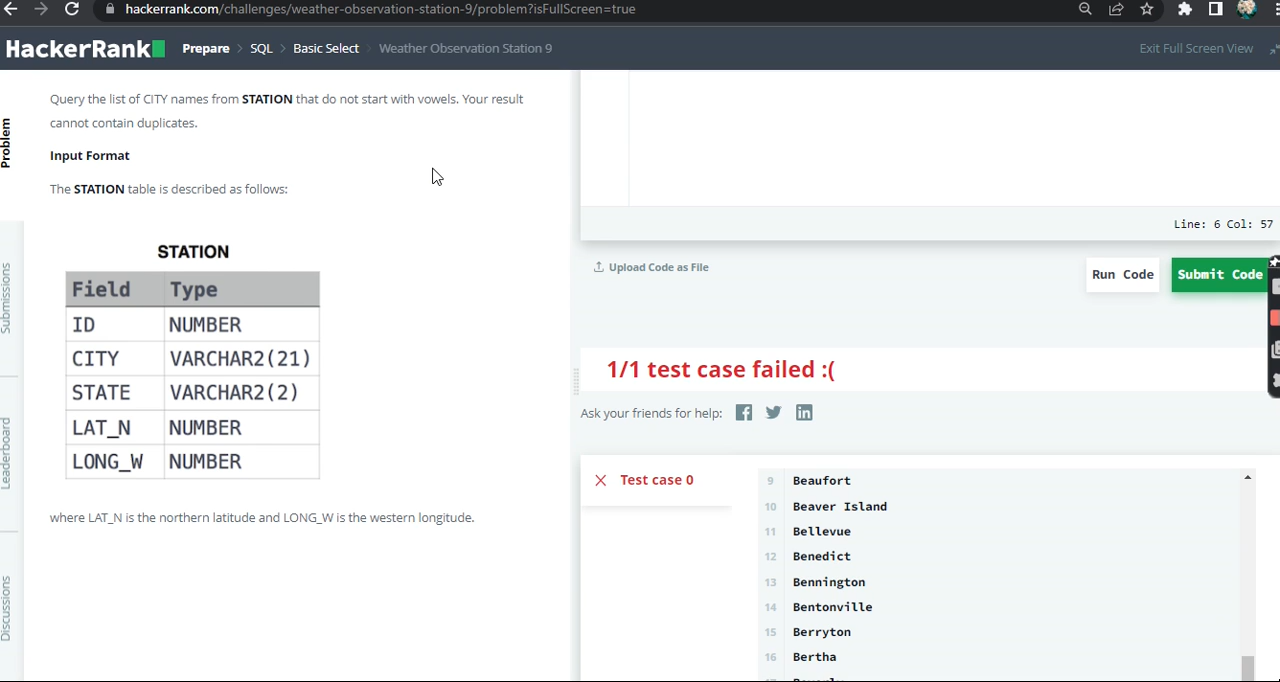 hackerrank.com/challenges/weather-observation-station-9/problem?isFullScreen=true
HackerRank
Prepare > SQL > Basic Select > Weather Observation Station 9
Exit Full Screen View
Problem
Submissions
Leaderboard
Discussions
Query the list of CITY names from STATION that do not start with vowels. Your result
cannot contain duplicates.
Input Format
The STATION table is described as follows:
STATION
Field Type
ID NUMBER
CITY VARCHAR2(21)
STATE VARCHAR2(2)
LAT_N NUMBER
LONG_W NUMBER
where LAT_N is the northern latitude and LONG_W is the western longitude.
Line: 6 Col: 57
Upload Code as File
Run Code
Submit Code
1/1 test case failed :(
Ask your friends for help:
Test case 0
9 Beaufort
10 Beaver Island
11 Bellevue
12 Benedict
13 Bennington
14 Bentonville
15 Berryton
16 Bertha